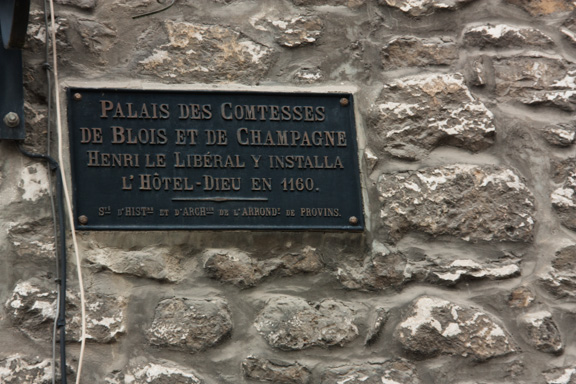 PALAIS DES COMTESSES
DE BLOIS ET DE CHAMPAGNE
HENRI LE LIBÉRAL Y INSTALLA
L'HÔTEL-DIEU EN 1160.
Sté D'HISTre ET D'ARCHgie DE L'ARRONDt DE PROVINS.